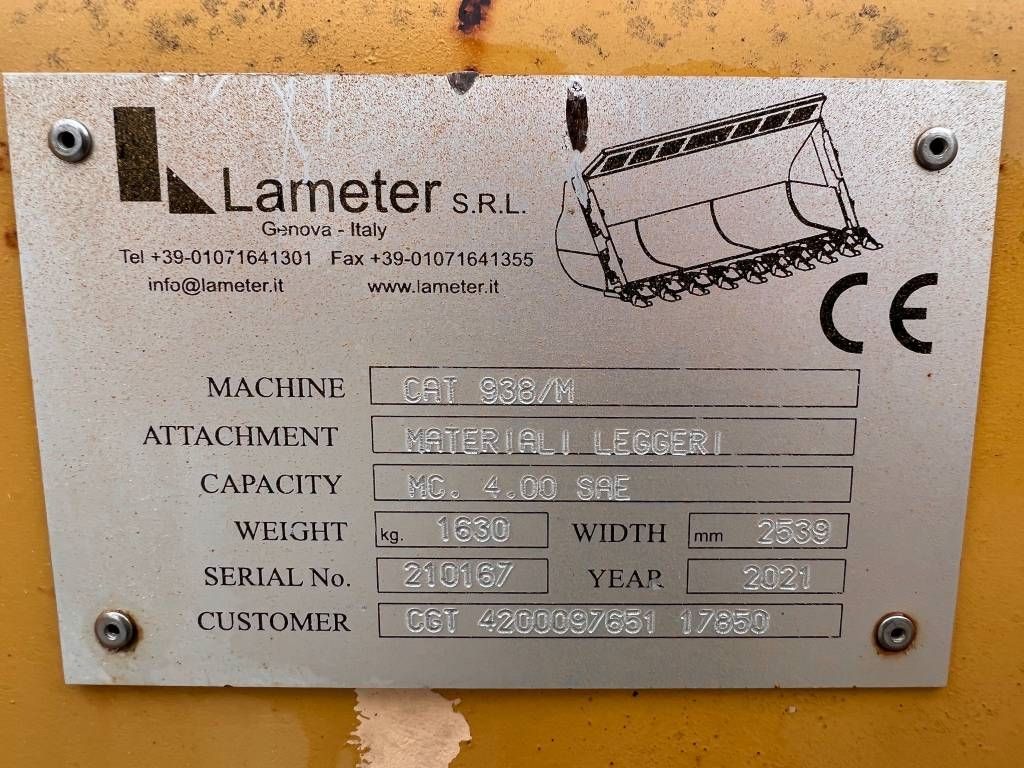 Lameter S.R.L.
Genova - Italy
Tel +39-01071641301 Fax +39-01071641355
info@lameter.it www.lameter.it
CE
MACHINE CAT 938/M
ATTACHMENT MATERIALI LEGGERI
CAPACITY MC. 4.00 SAE
WEIGHT kg. 1630 WIDTH mm 2539
SERIAL No. 210167 YEAR 2021
CUSTOMER CGT 4200097651 17850